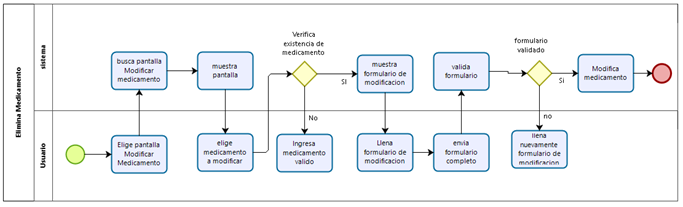 Elimina Medicamento
sistema
Usuario
busca pantalla
Modificar
medicamento
muestra
pantalla
Verifica
existencia de
medicamento
SI
No
muestra
formulario de
modificacion
valida
formulario
formulario
validado
Si
no
Modifica
medicamento
Elige pantalla
Modificar
Medicamento
elige
medicamento
a modificar
Ingresa
medicamento
valido
Llena
formulario de
modificacion
envia
formulario
completo
llena
nuevamente
formulario de
modificacion